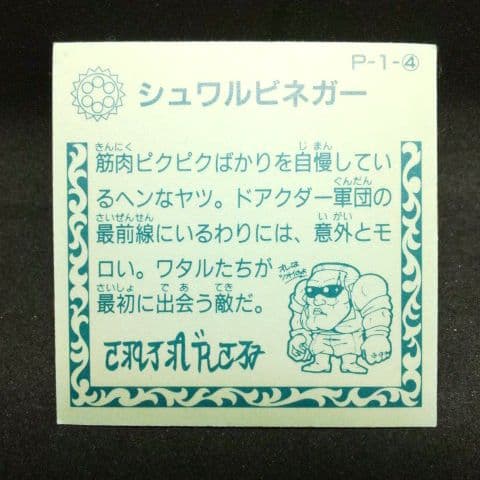 P-1-④
シュワルビネガー
筋肉ピクピクばかりを自慢してい
るヘンなヤツ。ドアクダー軍団の
最前線にいるわりには、意外とモ
ロい。ワタルたちが
最初に出会う敵だ。